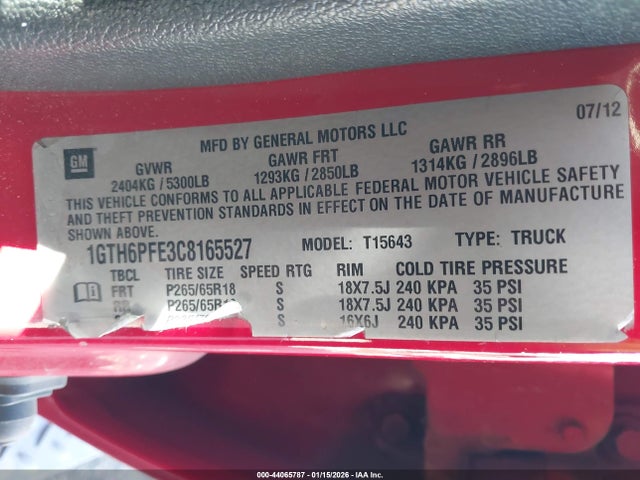 07/12
GM
MFD BY GENERAL MOTORS LLC
GVWR GAWR FRT GAWR RR
2404KG / 5300LB 1293KG / 2850LB 1314KG / 2896LB
THIS VEHICLE CONFORMS TO ALL APPLICABLE FEDERAL MOTOR VEHICLE SAFETY
AND THEFT PREVENTION STANDARDS IN EFFECT ON THE DATE OF MANUFACTURE
SHOWN ABOVE.
1GTH6PFE3C8165527 MODEL: T15643 TYPE: TRUCK
TBCL TIRE SIZE SPEED RTG RIM COLD TIRE PRESSURE
FRT P265/65R18 S 18X7.5J 240 KPA 35 PSI
RR P265/65R18 S 18X7.5J 240 KPA 35 PSI
S 16X6J 240 KPA 35 PSI
000-44065787 - 01/15/2026 - IAA Inc.